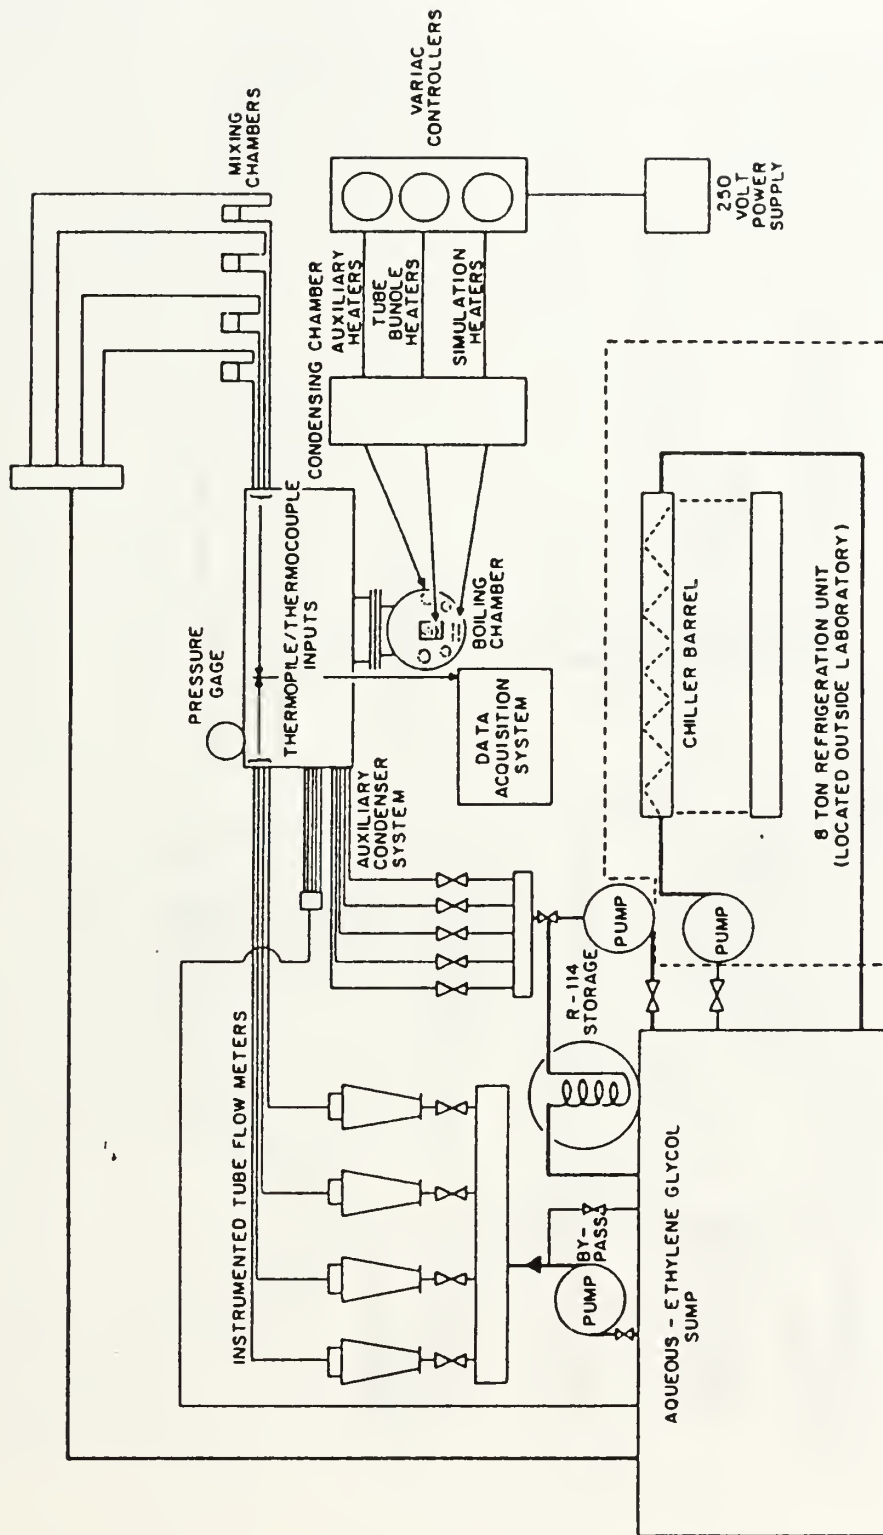 MIXING
CHAMBERS
VARIAC
CONTROLLERS
250
VOLT
POWER
SUPPLY
CONDENSING CHAMBER
AUXILIARY
HEATERS
TUBE
BUNDLE
HEATERS
SIMULATION
HEATERS
PRESSURE
GAGE
THERMOPILE/THERMOCOUPLE
INPUTS
BOILING
CHAMBER
DATA
ACQUISITION
SYSTEM
AUXILIARY
CONDENSER
SYSTEM
CHILLER BARREL
8 TON REFRIGERATION UNIT
(LOCATED OUTSIDE LABORATORY)
PUMP
PUMP
R-114
STORAGE
INSTRUMENTED TUBE FLOW METERS
BY-
PASS
PUMP
AQUEOUS - ETHYLENE GLYCOL
SUMP